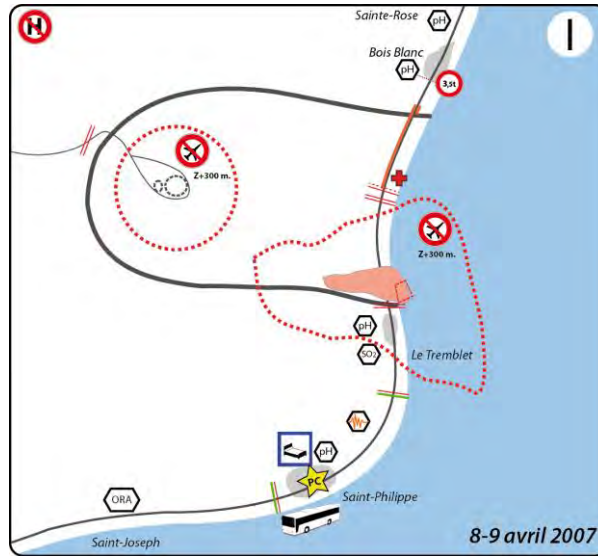 H
Sainte-Rose
pH
I
Bois Blanc
pH
3,5t
Z+300 m.
Z+300 m.
pH
SO2
Le Tremblet
pH
PC
ORA
Saint-Philippe
Saint-Joseph
8-9 avril 2007